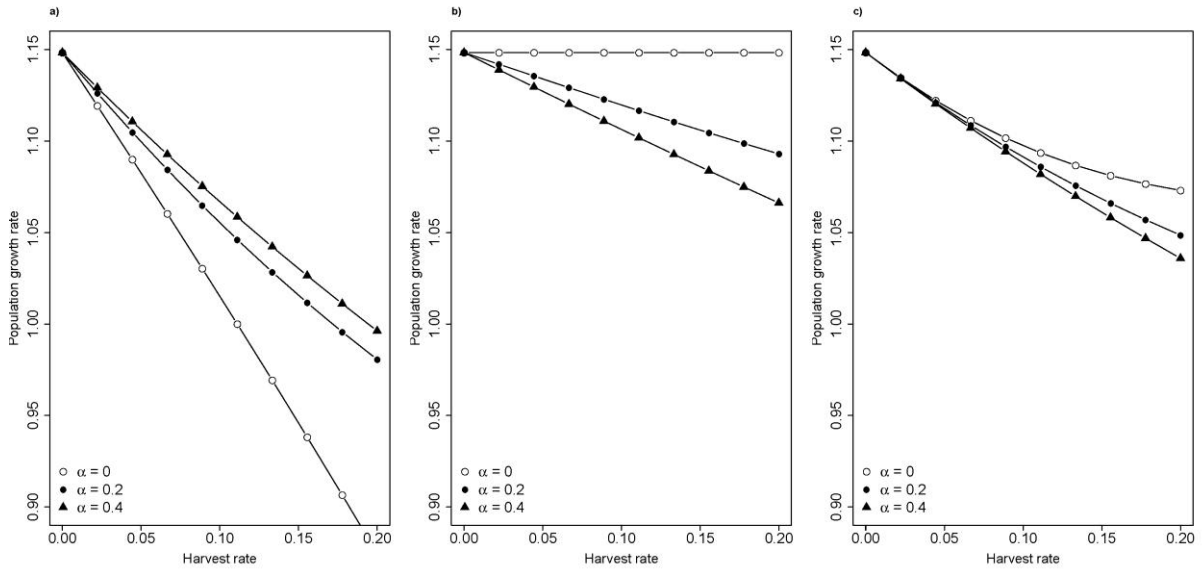 a)
Population growth rate
1.15
1.10
1.05
1.00
0.95
0.90
α = 0
α = 0.2
α = 0.4
0.00 0.05 0.10 0.15 0.20
Harvest rate
b)
Population growth rate
1.15
1.10
1.05
1.00
0.95
0.90
α = 0
α = 0.2
α = 0.4
0.00 0.05 0.10 0.15 0.20
Harvest rate
c)
Population growth rate
1.15
1.10
1.05
1.00
0.95
0.90
α = 0
α = 0.2
α = 0.4
0.00 0.05 0.10 0.15 0.20
Harvest rate